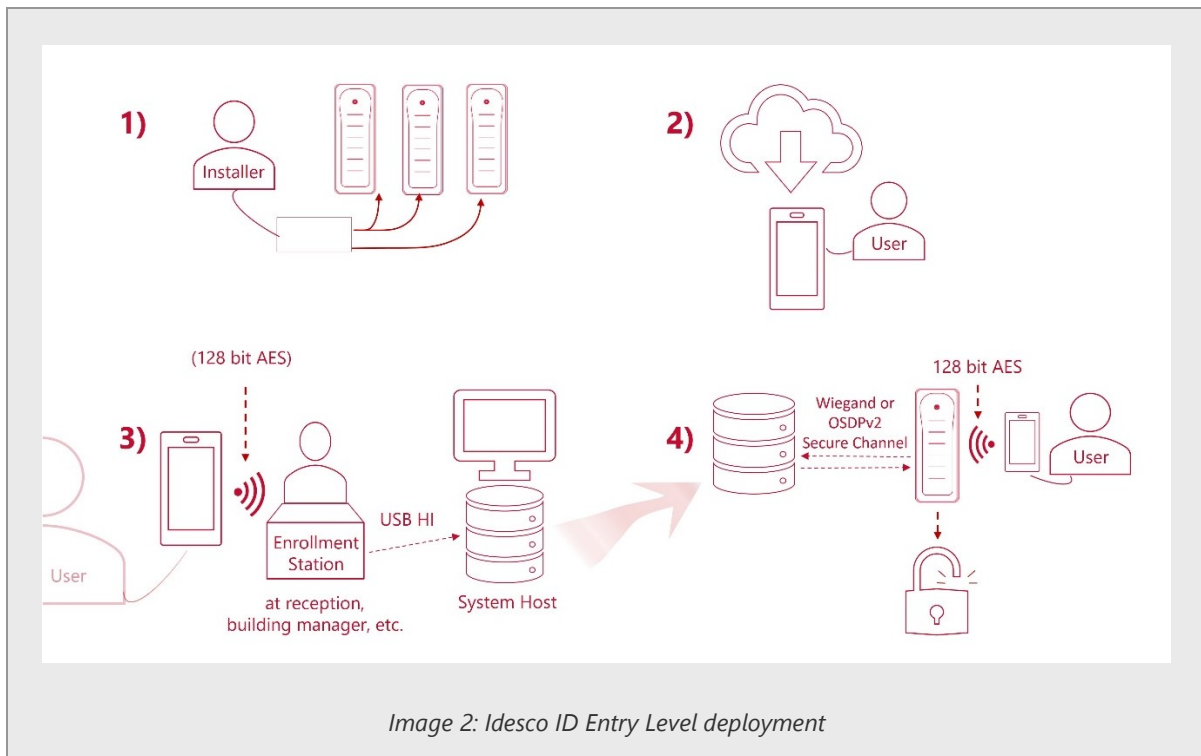 1)
Installer
2)
User
(128 bit AES)
3)
User
Enrollment
Station
at reception,
building manager, etc.
USB HI
System Host
4)
Wiegand or
OSDPv2
Secure Channel
128 bit AES
User
Image 2: Idesco ID Entry Level deployment